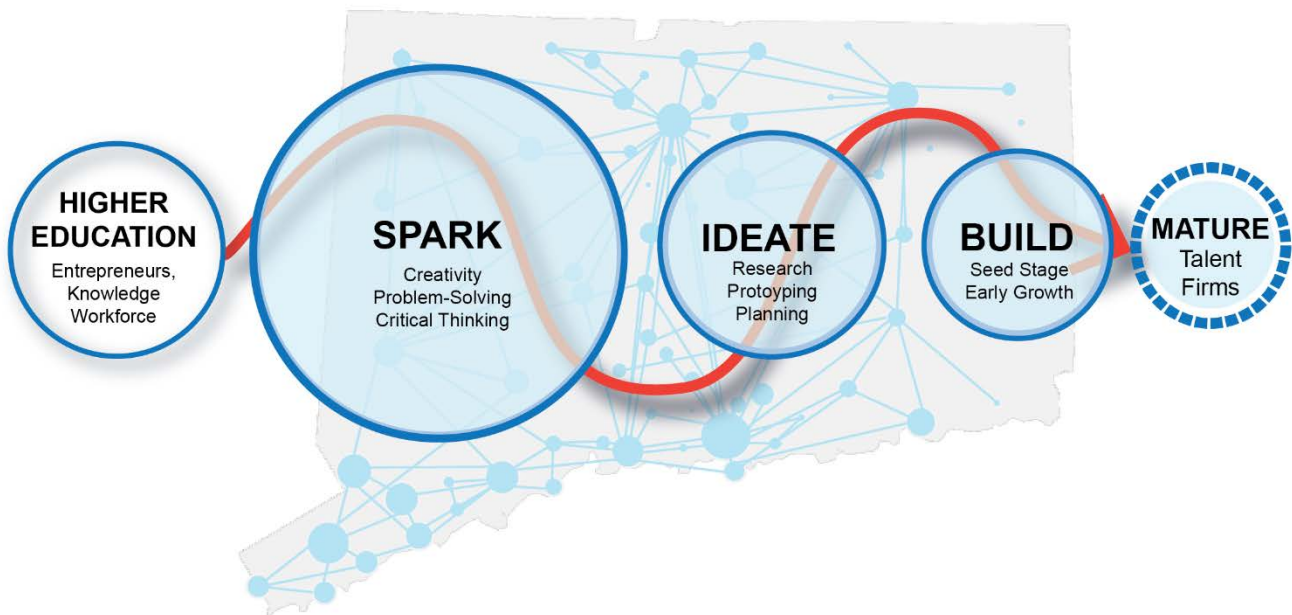 HIGHER
EDUCATION
Entrepreneurs,
Knowledge
Workforce
SPARK
Creativity
Problem-Solving
Critical Thinking
IDEATE
Research
Protoyping
Planning
BUILD
Seed Stage
Early Growth
MATURE
Talent
Firms